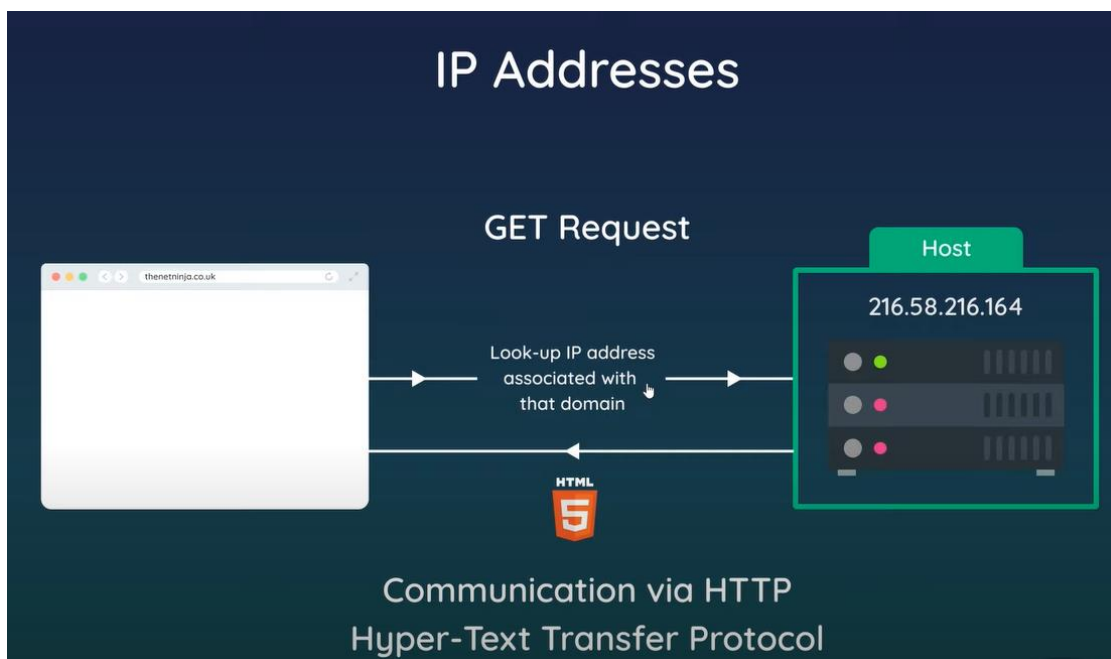 IP Addresses
GET Request
Host
thenetninja.co.uk
216.58.216.164
Look-up IP address
associated with
that domain
HTML
5
Communication via HTTP
Hyper-Text Transfer Protocol